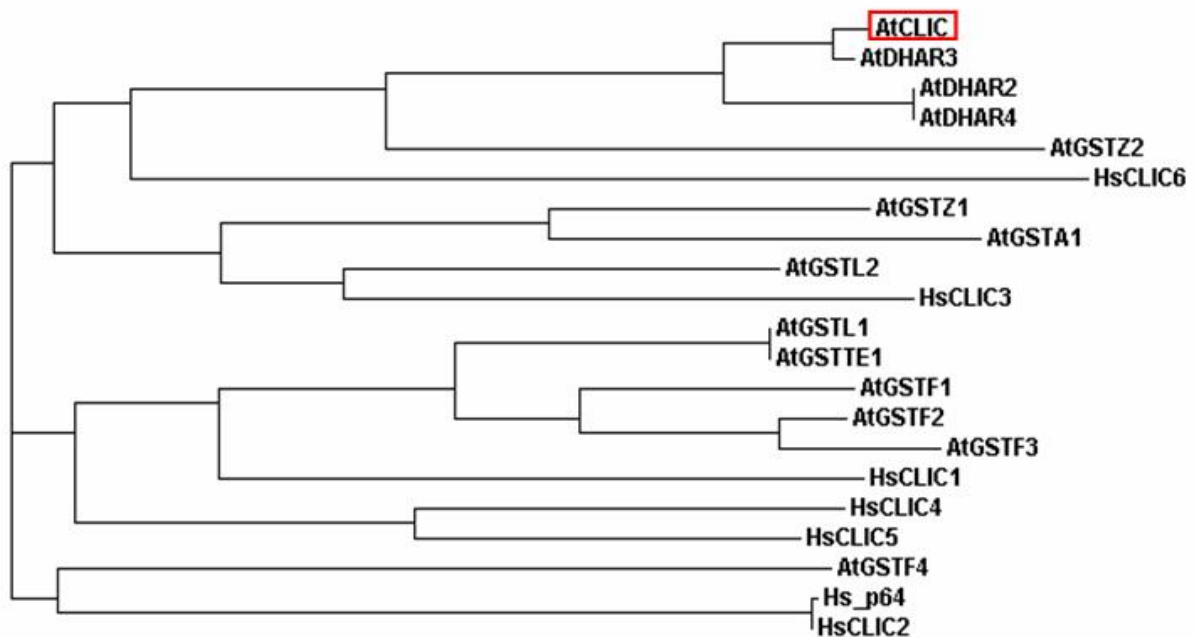 AtCLIC
AtDHAR3
AtDHAR2
AtDHAR4
AtGSTZ2
HsCLIC6
AtGSTZ1
AtGSTA1
AtGSTL2
HsCLIC3
AtGSTL1
AtGSTTE1
AtGSTF1
AtGSTF2
AtGSTF3
HsCLIC1
HsCLIC4
HsCLIC5
AtGSTF4
Hs_p64
HsCLIC2